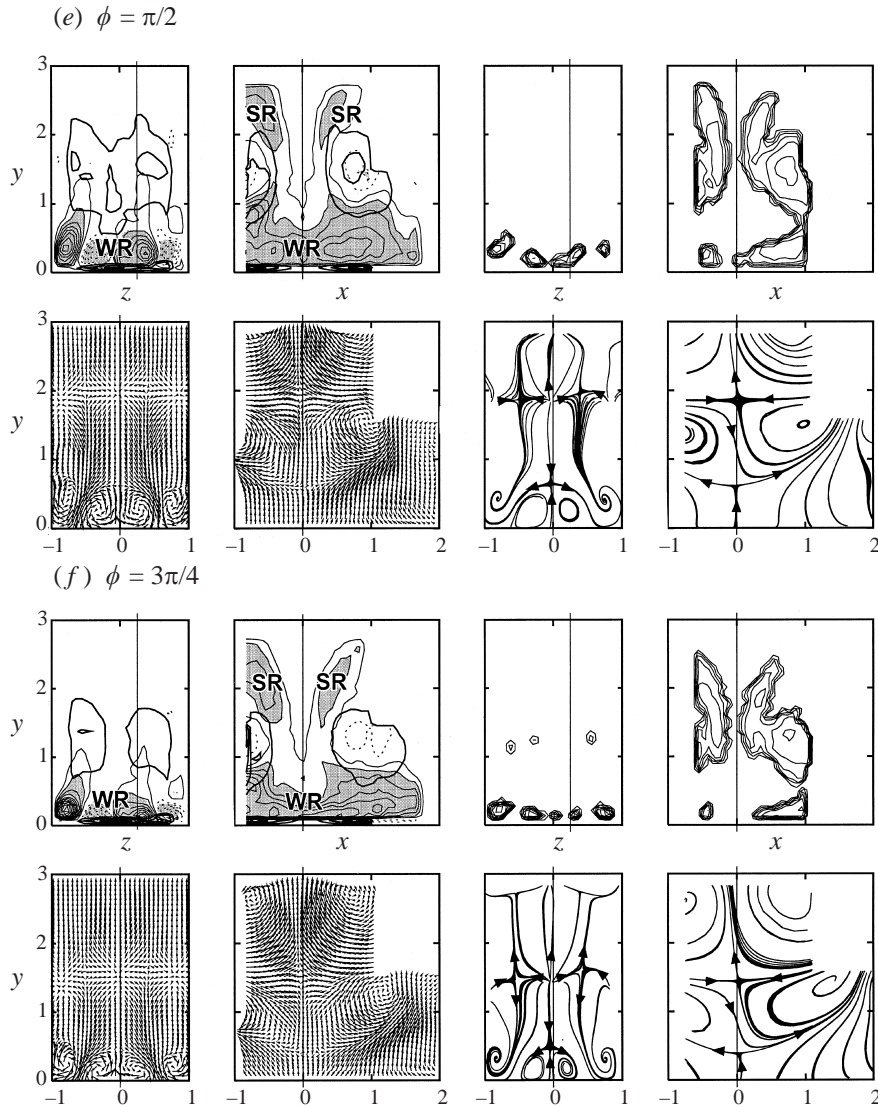 (e) ϕ = π/2
3
2
y
1
0
WR
SR
SR
WR
z
x
z
x
3
2
y
1
0
–1 0 1
–1 0 1 2
–1 0 1
–1 0 1 2
(f) ϕ = 3π/4
3
2
y
1
0
WR
SR
SR
WR
z
x
z
x
3
2
y
1
0
–1 0 1
–1 0 1 2
–1 0 1
–1 0 1 2